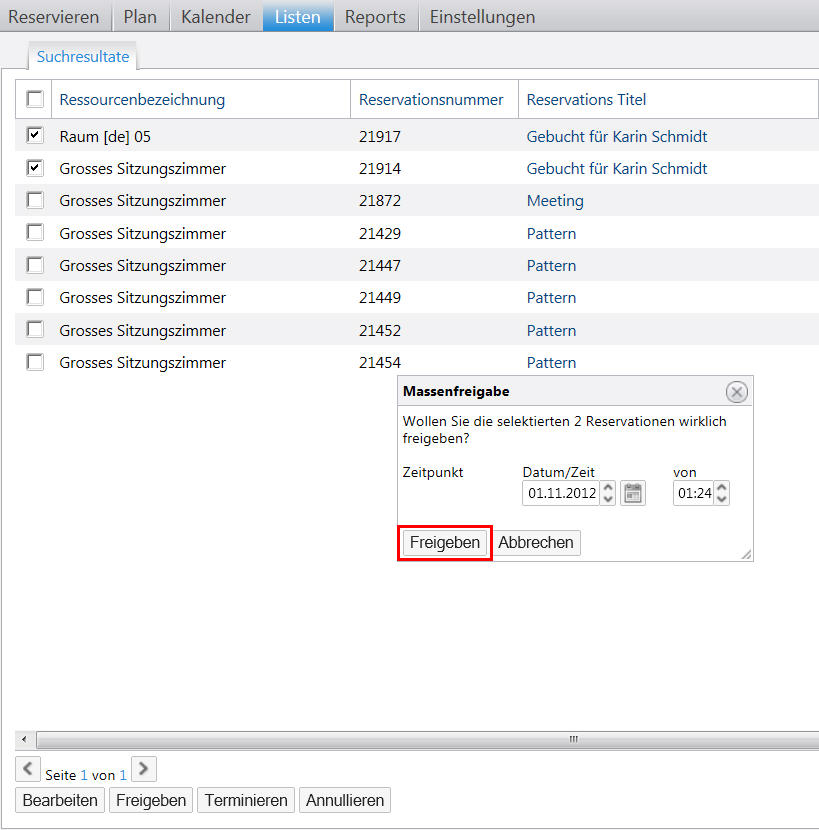 Reservieren Plan Kalender Listen Reports Einstellungen
Suchresultate
Ressourcenbezeichnung Reservationsnummer Reservations Titel
Raum [de] 05 21917 Gebucht für Karin Schmidt
Grosses Sitzungszimmer 21914 Gebucht für Karin Schmidt
Grosses Sitzungszimmer 21872 Meeting
Grosses Sitzungszimmer 21429 Pattern
Grosses Sitzungszimmer 21447 Pattern
Grosses Sitzungszimmer 21449 Pattern
Grosses Sitzungszimmer 21452 Pattern
Grosses Sitzungszimmer 21454 Pattern
Massenfreigabe
Wollen Sie die selektierten 2 Reservationen wirklich
freigeben?
Zeitpunkt Datum/Zeit von
01.11.2012 01:24
Freigeben Abbrechen
Seite 1 von 1
Bearbeiten Freigeben Terminieren Annullieren